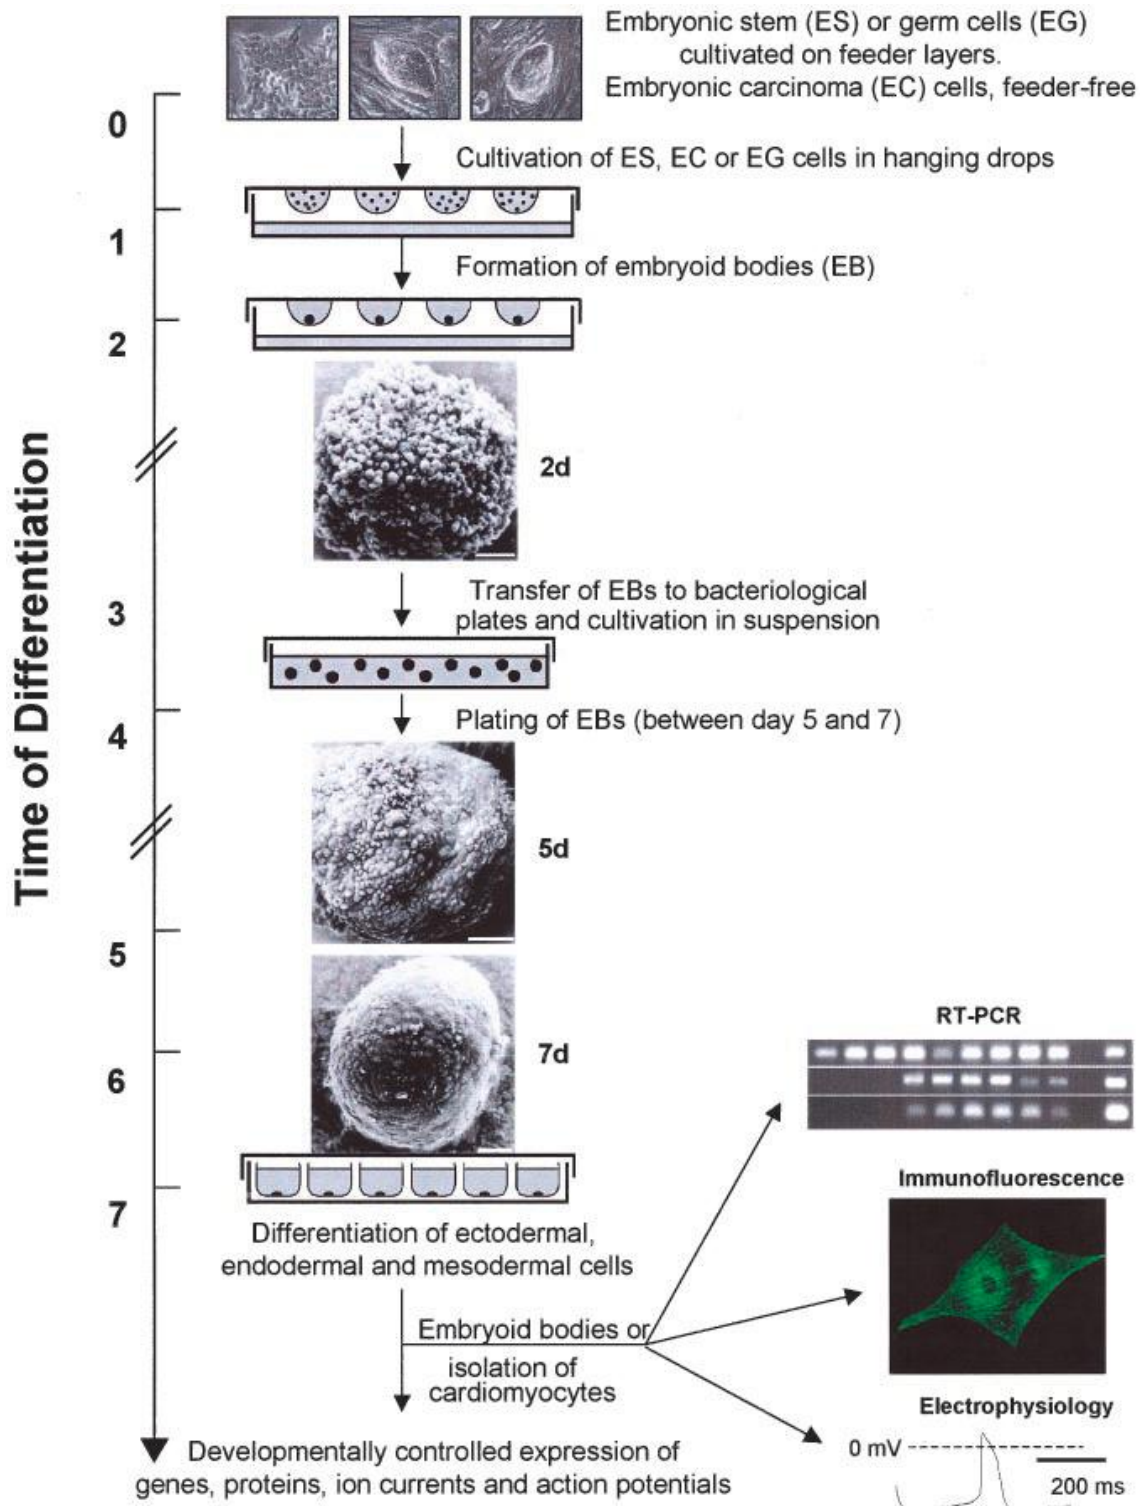 Embryonic stem (ES) or germ cells (EG)
cultivated on feeder layers.
Embryonic carcinoma (EC) cells, feeder-free
0
Cultivation of ES, EC or EG cells in hanging drops
1
Formation of embryoid bodies (EB)
2
2d
Time of Differentiation
3
Transfer of EBs to bacteriological
plates and cultivation in suspension
4
Plating of EBs (between day 5 and 7)
5d
5
7d
6
RT-PCR
7
Immunofluorescence
Differentiation of ectodermal,
endodermal and mesodermal cells
Embryoid bodies or
isolation of
cardiomyocytes
Electrophysiology
0 mV
200 ms
Developmentally controlled expression of
genes, proteins, ion currents and action potentials